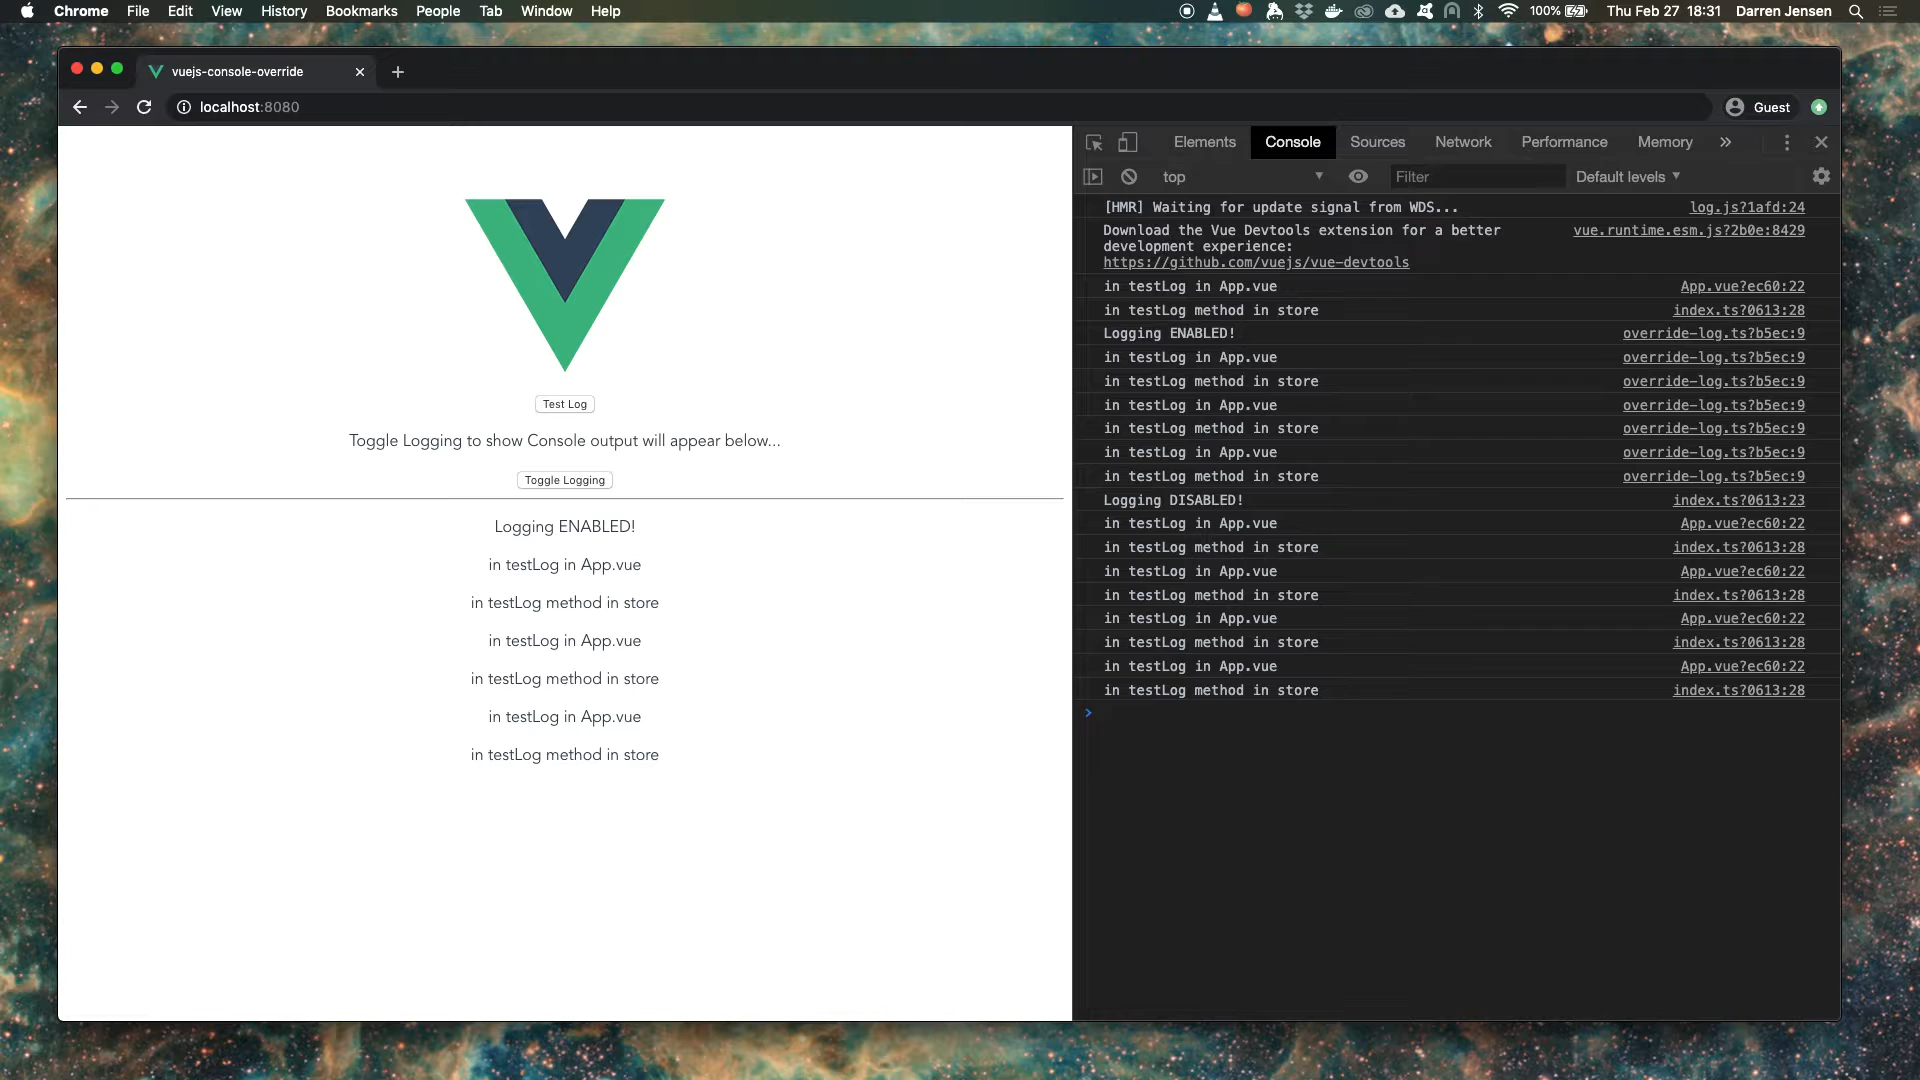 Chrome File Edit View History Bookmarks People Tab Window Help 100% Thu Feb 27 18:31 Darren Jensen
vuejs-console-override
localhost:8080 Guest
Elements Console Sources Network Performance Memory
top Filter Default levels
Test Log
Toggle Logging to show Console output will appear below...
Toggle Logging
Logging ENABLED!
in testLog in App.vue
in testLog method in store
in testLog in App.vue
in testLog method in store
in testLog in App.vue
in testLog method in store
[HMR] Waiting for update signal from WDS... log.js?1afd:24
Download the Vue Devtools extension for a better vue.runtime.esm.js?2b0e:8429
development experience:
https://github.com/vuejs/vue-devtools
in testLog in App.vue App.vue?ec60:22
in testLog method in store index.ts?0613:28
Logging ENABLED! override-log.ts?b5ec:9
in testLog in App.vue override-log.ts?b5ec:9
in testLog method in store override-log.ts?b5ec:9
in testLog in App.vue override-log.ts?b5ec:9
in testLog method in store override-log.ts?b5ec:9
in testLog in App.vue override-log.ts?b5ec:9
in testLog method in store override-log.ts?b5ec:9
Logging DISABLED! index.ts?0613:23
in testLog in App.vue App.vue?ec60:22
in testLog method in store index.ts?0613:28
in testLog in App.vue App.vue?ec60:22
in testLog method in store index.ts?0613:28
in testLog in App.vue App.vue?ec60:22
in testLog method in store index.ts?0613:28
in testLog in App.vue App.vue?ec60:22
in testLog method in store index.ts?0613:28